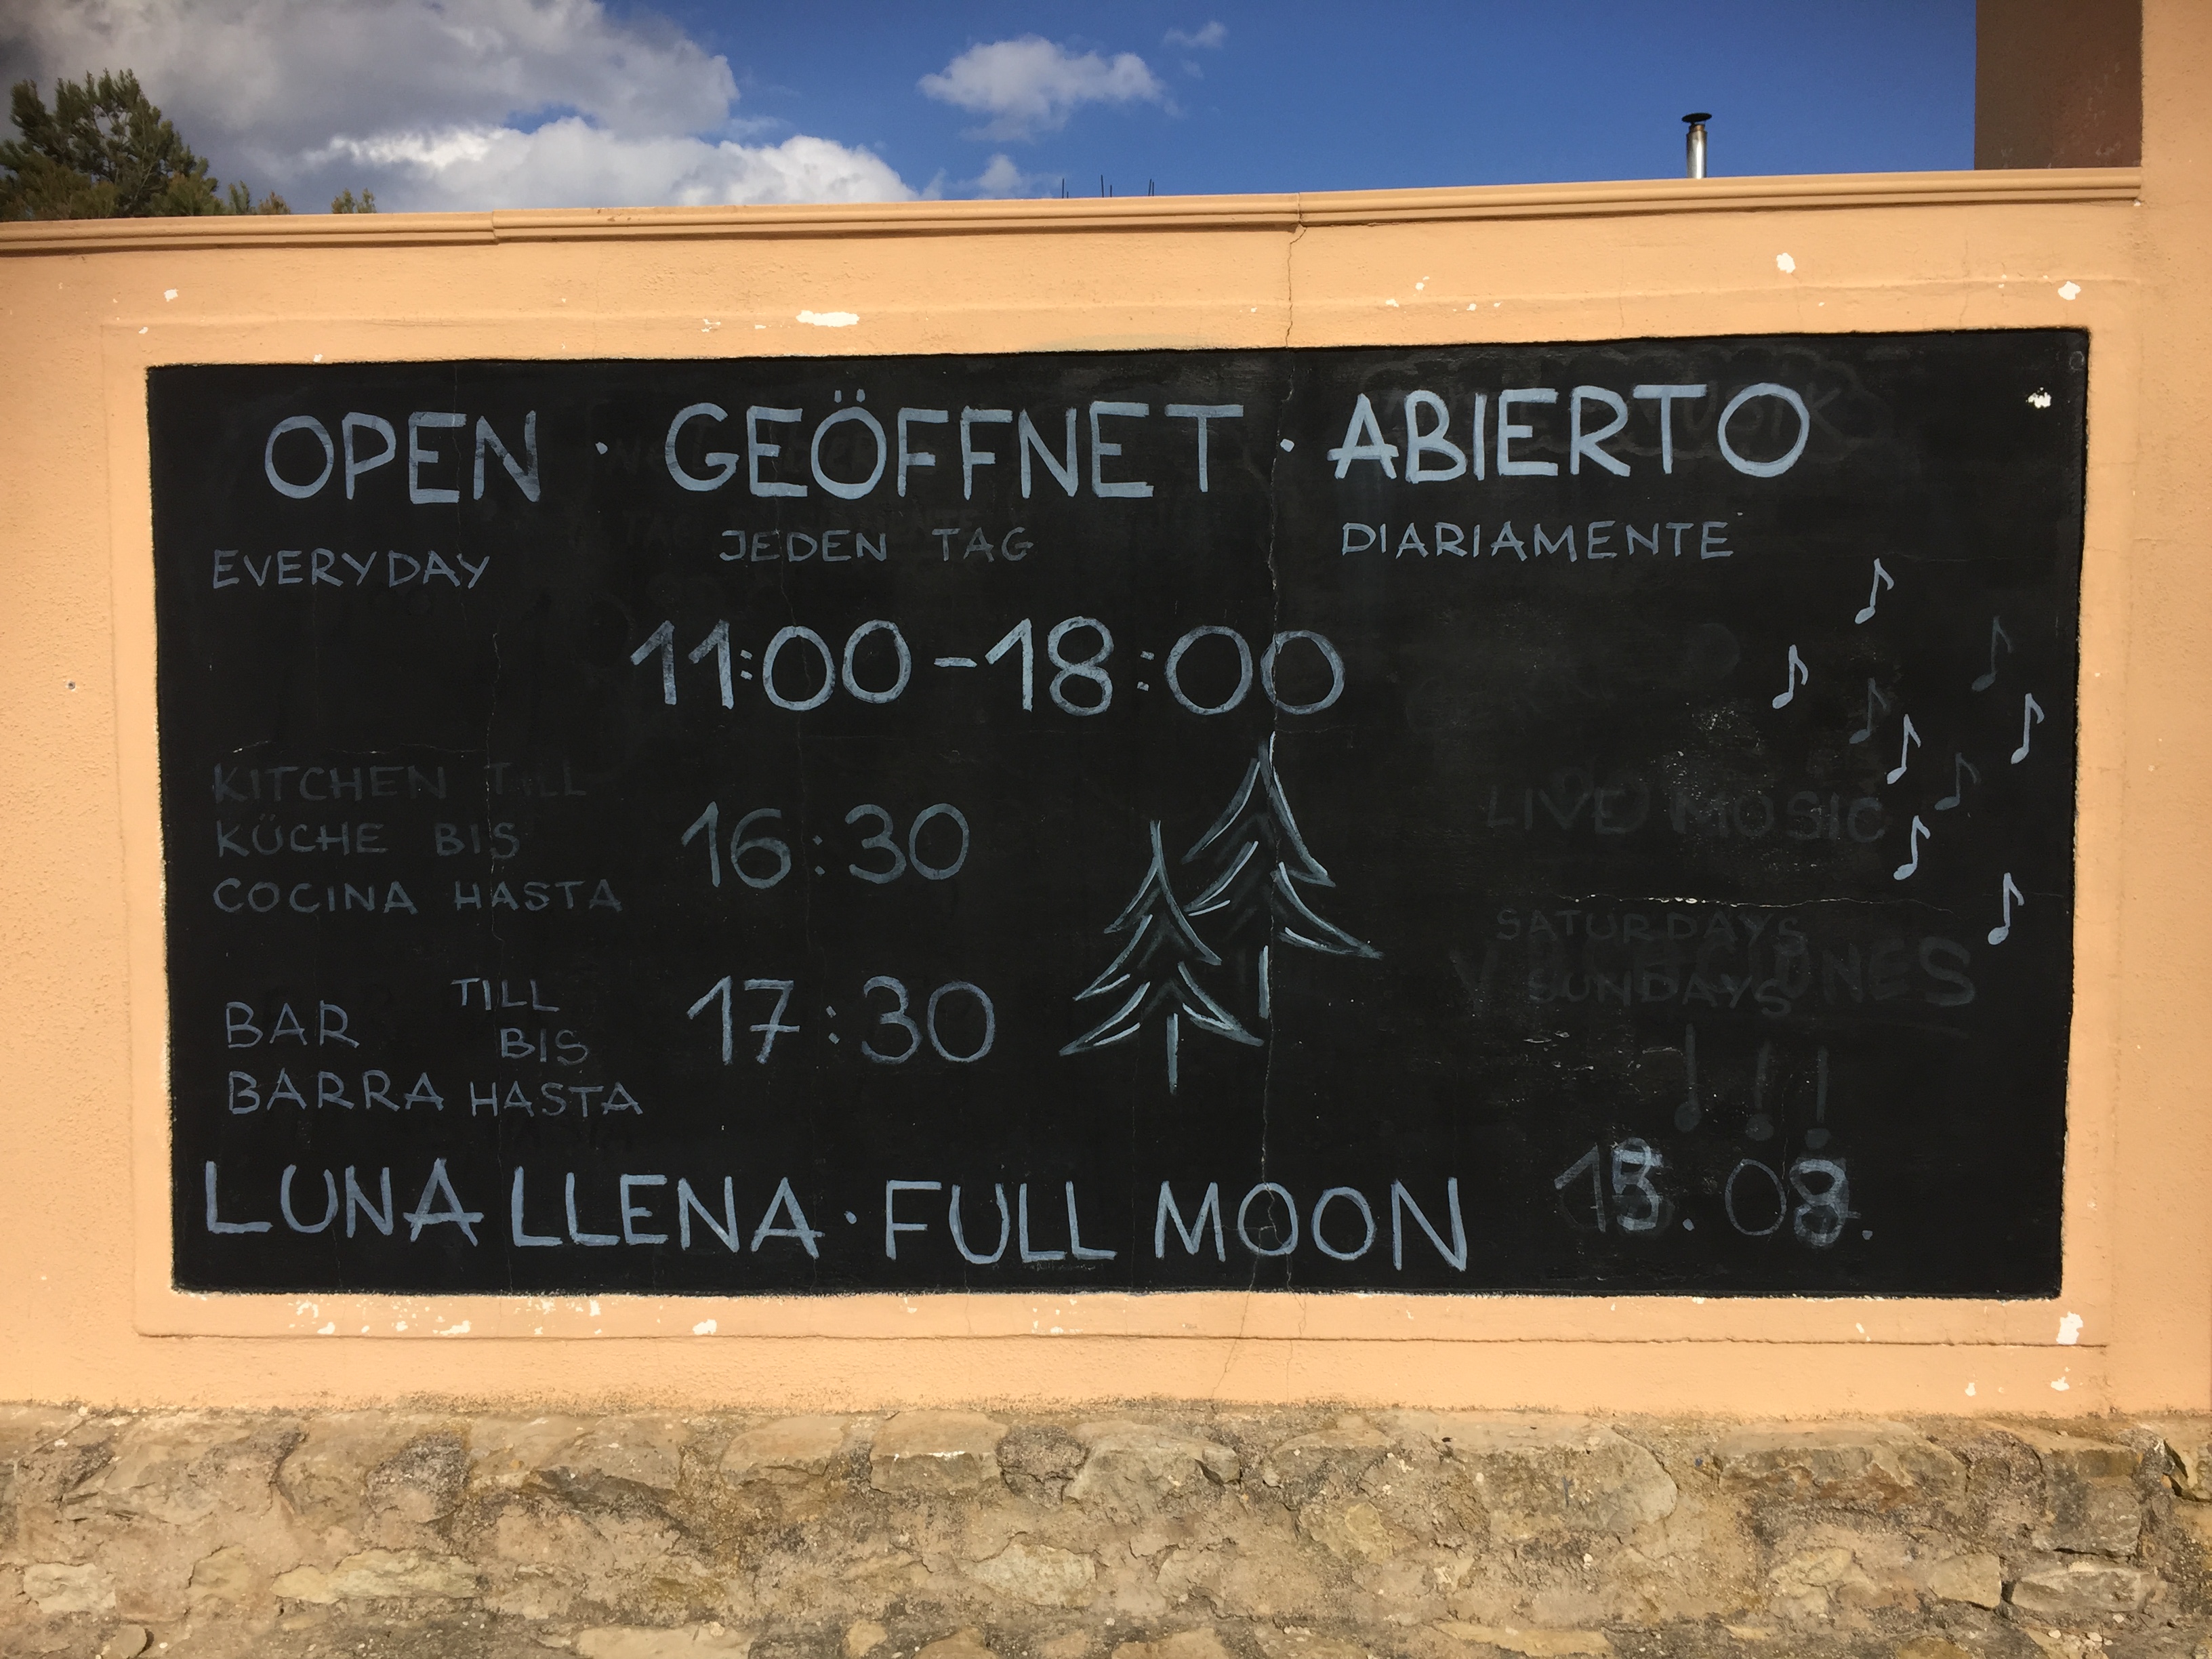 OPEN · GEÖFFNET · ABIERTO
EVERYDAY JEDEN TAG DIARIAMENTE
11:00-18:00
KITCHEN TILL
KÜCHE BIS 16:30
COCINA HASTA
LIVE MUSIC
SATURDAYS
SUNDAYS
TILL
BAR BIS 17:30
BARRA HASTA
LUNA LLENA · FULL MOON